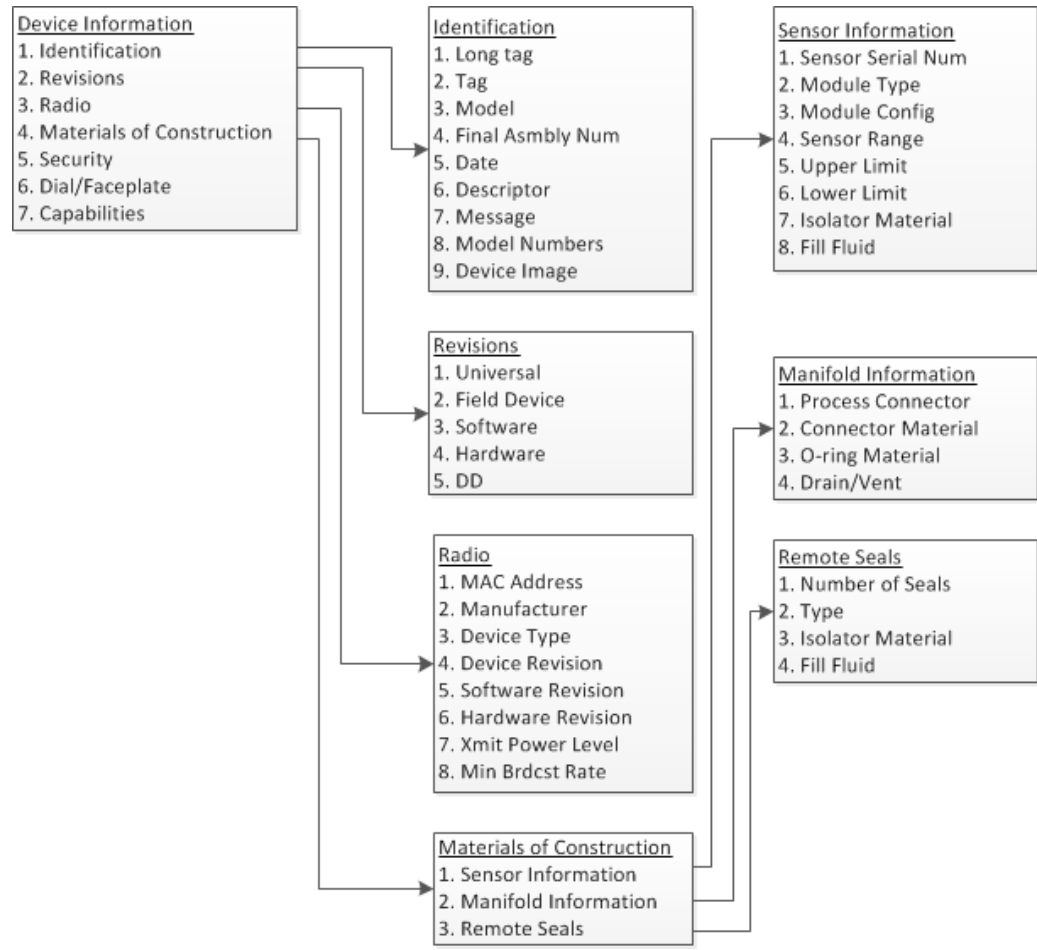 Device Information
1. Identification
2. Revisions
3. Radio
4. Materials of Construction
5. Security
6. Dial/Faceplate
7. Capabilities
Identification
1. Long tag
2. Tag
3. Model
4. Final Asmbly Num
5. Date
6. Descriptor
7. Message
8. Model Numbers
9. Device Image
Revisions
1. Universal
2. Field Device
3. Software
4. Hardware
5. DD
Radio
1. MAC Address
2. Manufacturer
3. Device Type
4. Device Revision
5. Software Revision
6. Hardware Revision
7. Xmit Power Level
8. Min Brdcst Rate
Materials of Construction
1. Sensor Information
2. Manifold Information
3. Remote Seals
Sensor Information
1. Sensor Serial Num
2. Module Type
3. Module Config
4. Sensor Range
5. Upper Limit
6. Lower Limit
7. Isolator Material
8. Fill Fluid
Manifold Information
1. Process Connector
2. Connector Material
3. O-ring Material
4. Drain/Vent
Remote Seals
1. Number of Seals
2. Type
3. Isolator Material
4. Fill Fluid